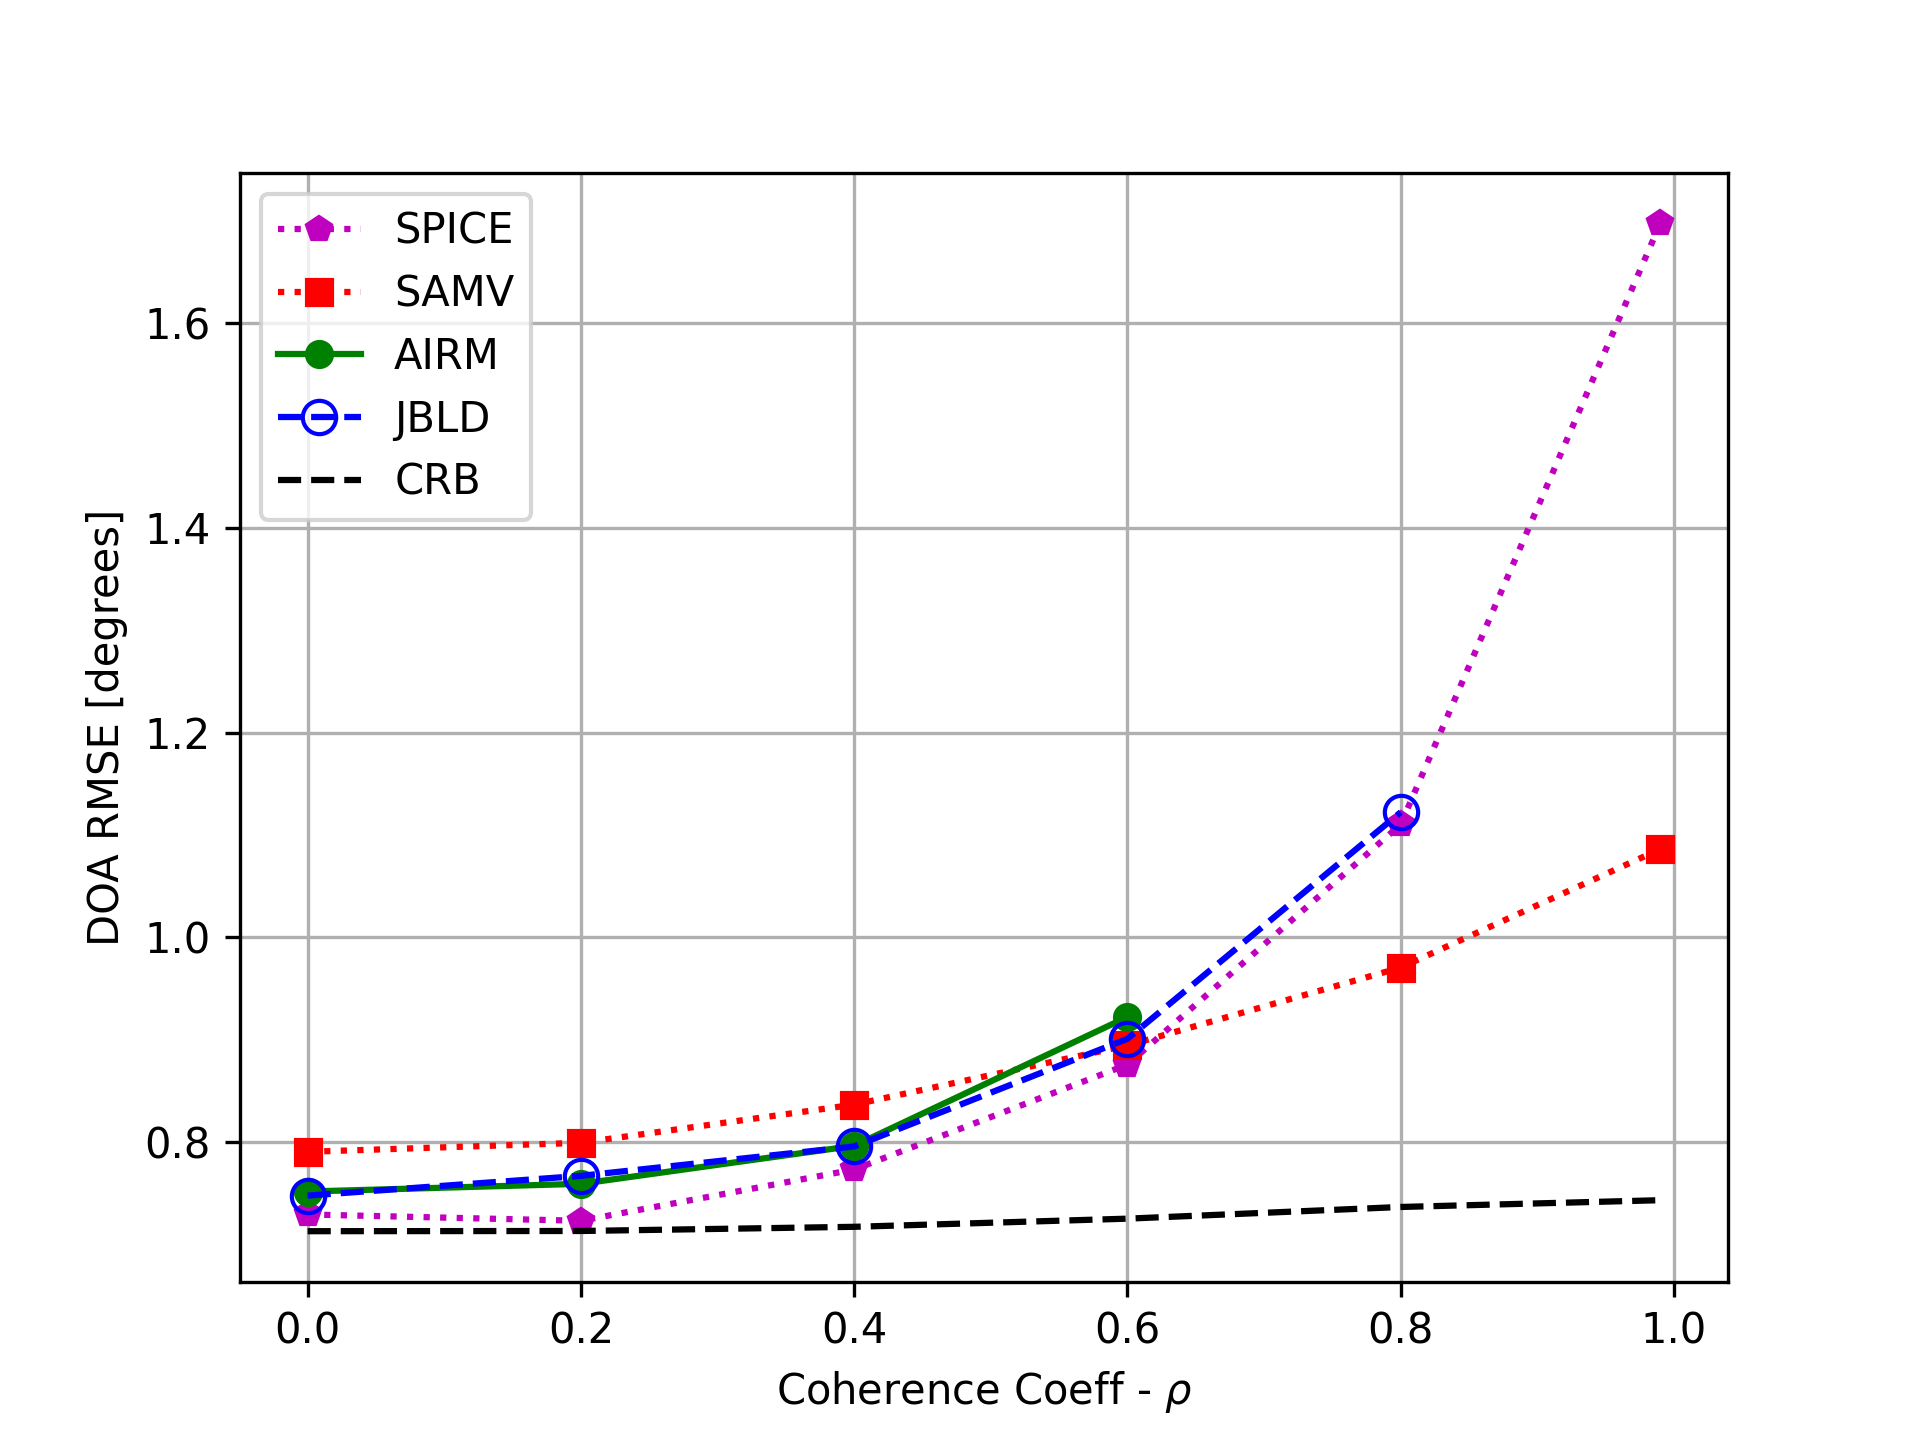 SPICE
SAMV
AIRM
JBLD
CRB
1.6
1.4
1.2
1.0
0.8
DOA RMSE [degrees]
0.0 0.2 0.4 0.6 0.8 1.0
Coherence Coeff - ρ